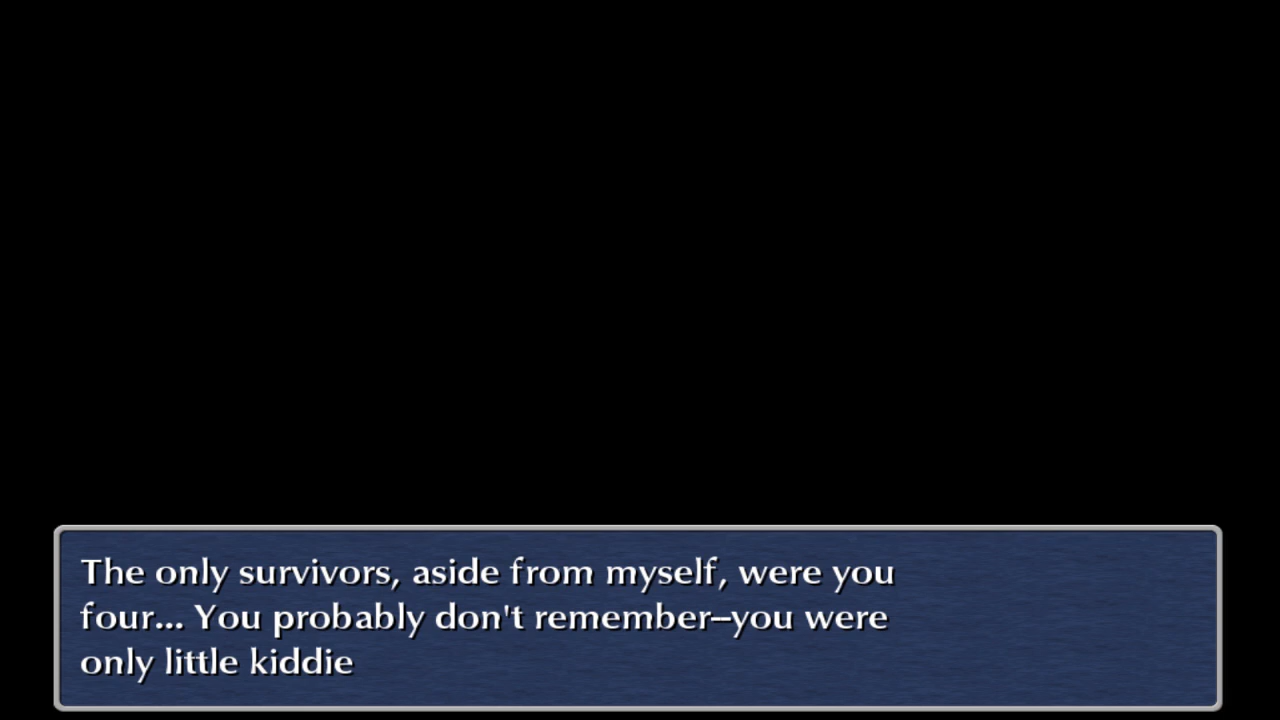 The only survivors, aside from myself, were you
four... You probably don't remember--you were
only little kiddie